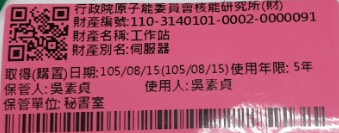 行政院原子能委員會核能研究所(財)
財產編號:110-3140101-0002-0000091
財產名稱:工作站
財產別名:伺服器
取得(購置)日期:105/08/15(105/08/15)使用年限: 5年
保管人: 吳素貞 使用人: 吳素貞
保管單位: 秘書室